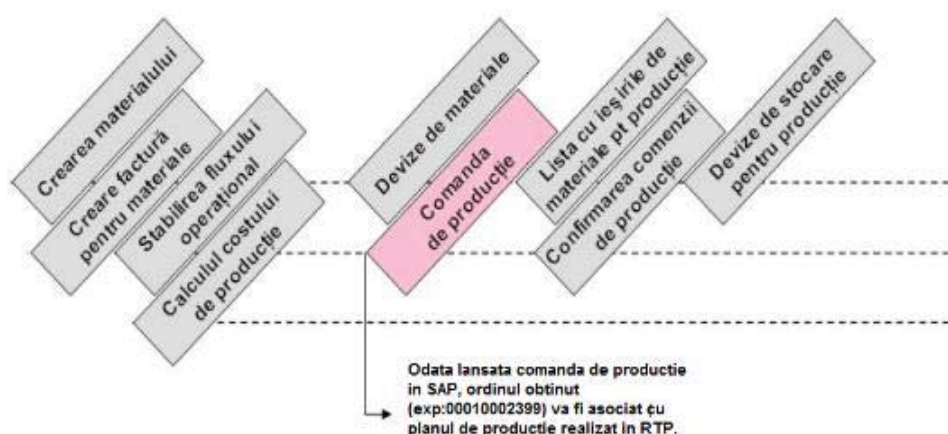 Crearea materialului
Creare factură
pentru materiale
Stabilirea fluxului
operațional
Calculul costului
de producție
Devize de materiale
Comanda
de producție
Lista cu ieșirile de
materiale pt producție
Confirmarea comenzii
de producție
Devize de stocare
pentru producție
Odata lansata comanda de productie
in SAP, ordinul obtinut
(exp:00010002399) va fi asociat cu
planul de productie realizat in RTP.